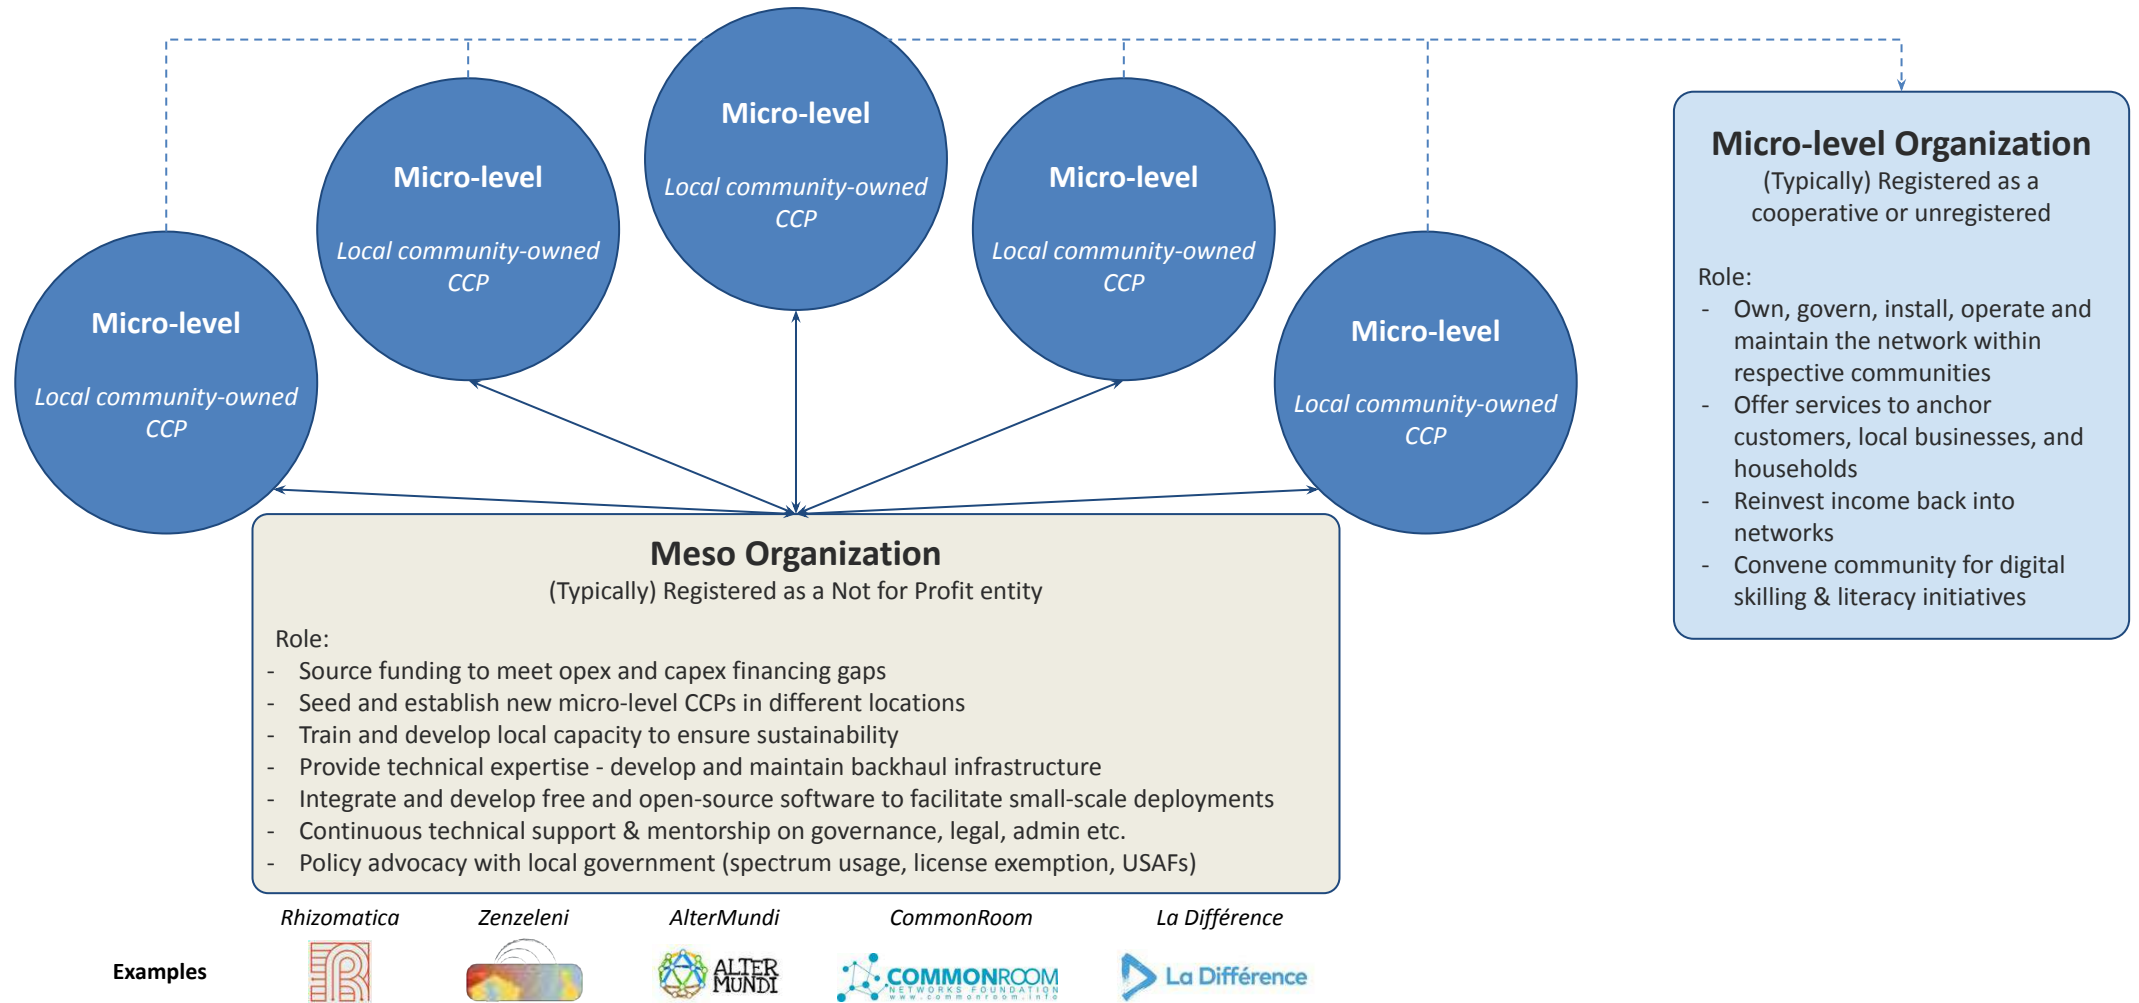 Micro-level
Local community-owned
CCP
Micro-level
Local community-owned
CCP
Micro-level
Local community-owned
CCP
Micro-level
Local community-owned
CCP
Micro-level
Local community-owned
CCP
Micro-level Organization
(Typically) Registered as a
cooperative or unregistered
Role:
- Own, govern, install, operate and
maintain the network within
respective communities
- Offer services to anchor
customers, local businesses, and
households
- Reinvest income back into
networks
- Convene community for digital
skilling & literacy initiatives
Meso Organization
(Typically) Registered as a Not for Profit entity
Role:
- Source funding to meet opex and capex financing gaps
- Seed and establish new micro-level CCPs in different locations
- Train and develop local capacity to ensure sustainability
- Provide technical expertise - develop and maintain backhaul infrastructure
- Integrate and develop free and open-source software to facilitate small-scale deployments
- Continuous technical support & mentorship on governance, legal, admin etc.
- Policy advocacy with local government (spectrum usage, license exemption, USAFs)
Rhizomatica
Zenzeleni
AlterMundi
CommonRoom
La Différence
Examples
ALTER
MUNDI
COMMONROOM
NETWORKS FOUNDATION
www.commonroom.info
La Différence